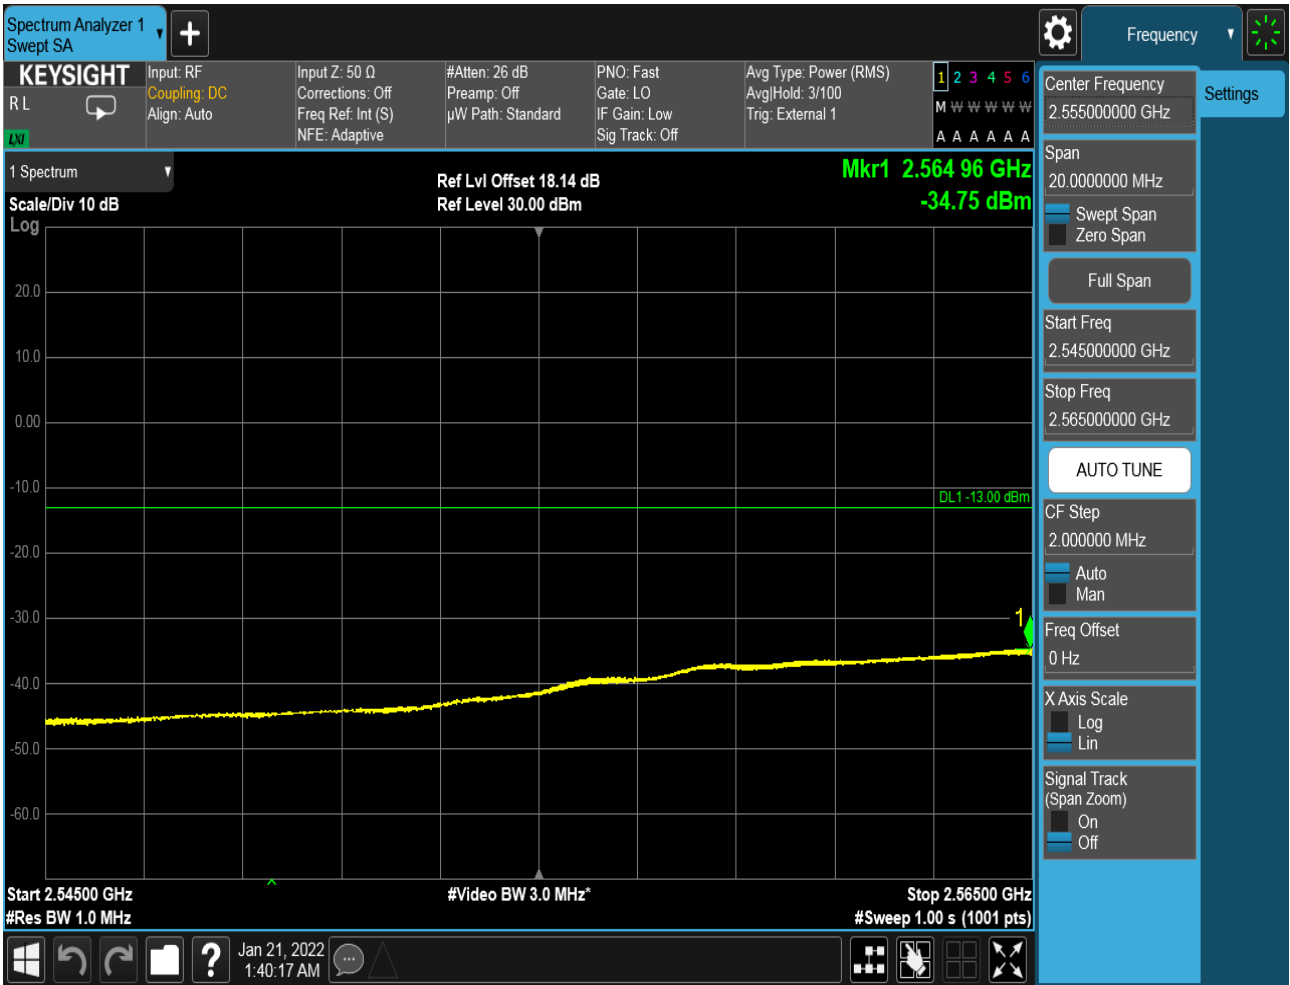 Spectrum Analyzer 1
Swept SA
Frequency
KEYSIGHT
R L
LXI
Input: RF
Coupling: DC
Align: Auto
Input Z: 50 Ω
Corrections: Off
Freq Ref: Int (S)
NFE: Adaptive
#Atten: 26 dB
Preamp: Off
µW Path: Standard
PNO: Fast
Gate: LO
IF Gain: Low
Sig Track: Off
Avg Type: Power (RMS)
Avg|Hold: 3/100
Trig: External 1
1 2 3 4 5 6
M W W W W W
A A A A A A
1 Spectrum
Scale/Div 10 dB
Log
Ref Lvl Offset 18.14 dB
Ref Level 30.00 dBm
Mkr1 2.564 96 GHz
-34.75 dBm
20.0
10.0
0.00
-10.0
-20.0
-30.0
-40.0
-50.0
-60.0
DL1 -13.00 dBm
1
Start 2.54500 GHz
#Res BW 1.0 MHz
#Video BW 3.0 MHz*
Stop 2.56500 GHz
#Sweep 1.00 s (1001 pts)
Center Frequency
2.555000000 GHz
Settings
Span
20.0000000 MHz
Swept Span
Zero Span
Full Span
Start Freq
2.545000000 GHz
Stop Freq
2.565000000 GHz
AUTO TUNE
CF Step
2.000000 MHz
Auto
Man
Freq Offset
0 Hz
X Axis Scale
Log
Lin
Signal Track
(Span Zoom)
On
Off
?
Jan 21, 2022
1:40:17 AM